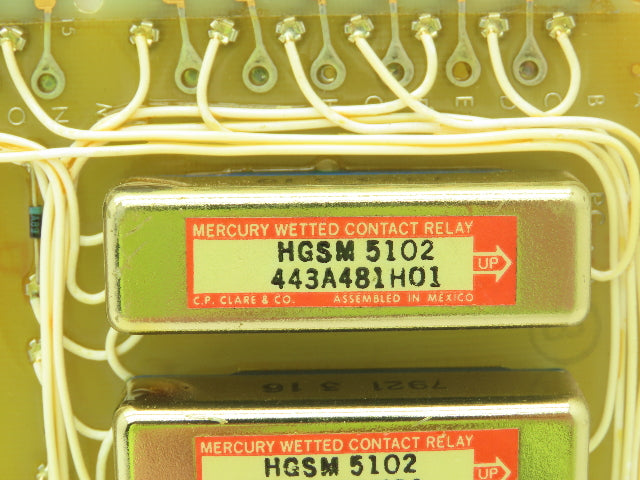 MERCURY WETTED CONTACT RELAY
HGSM 5102
443A481H01
UP
C.P. CLARE & CO. ASSEMBLED IN MEXICO
7921 3 16
MERCURY WETTED CONTACT RELAY
HGSM 5102
UP